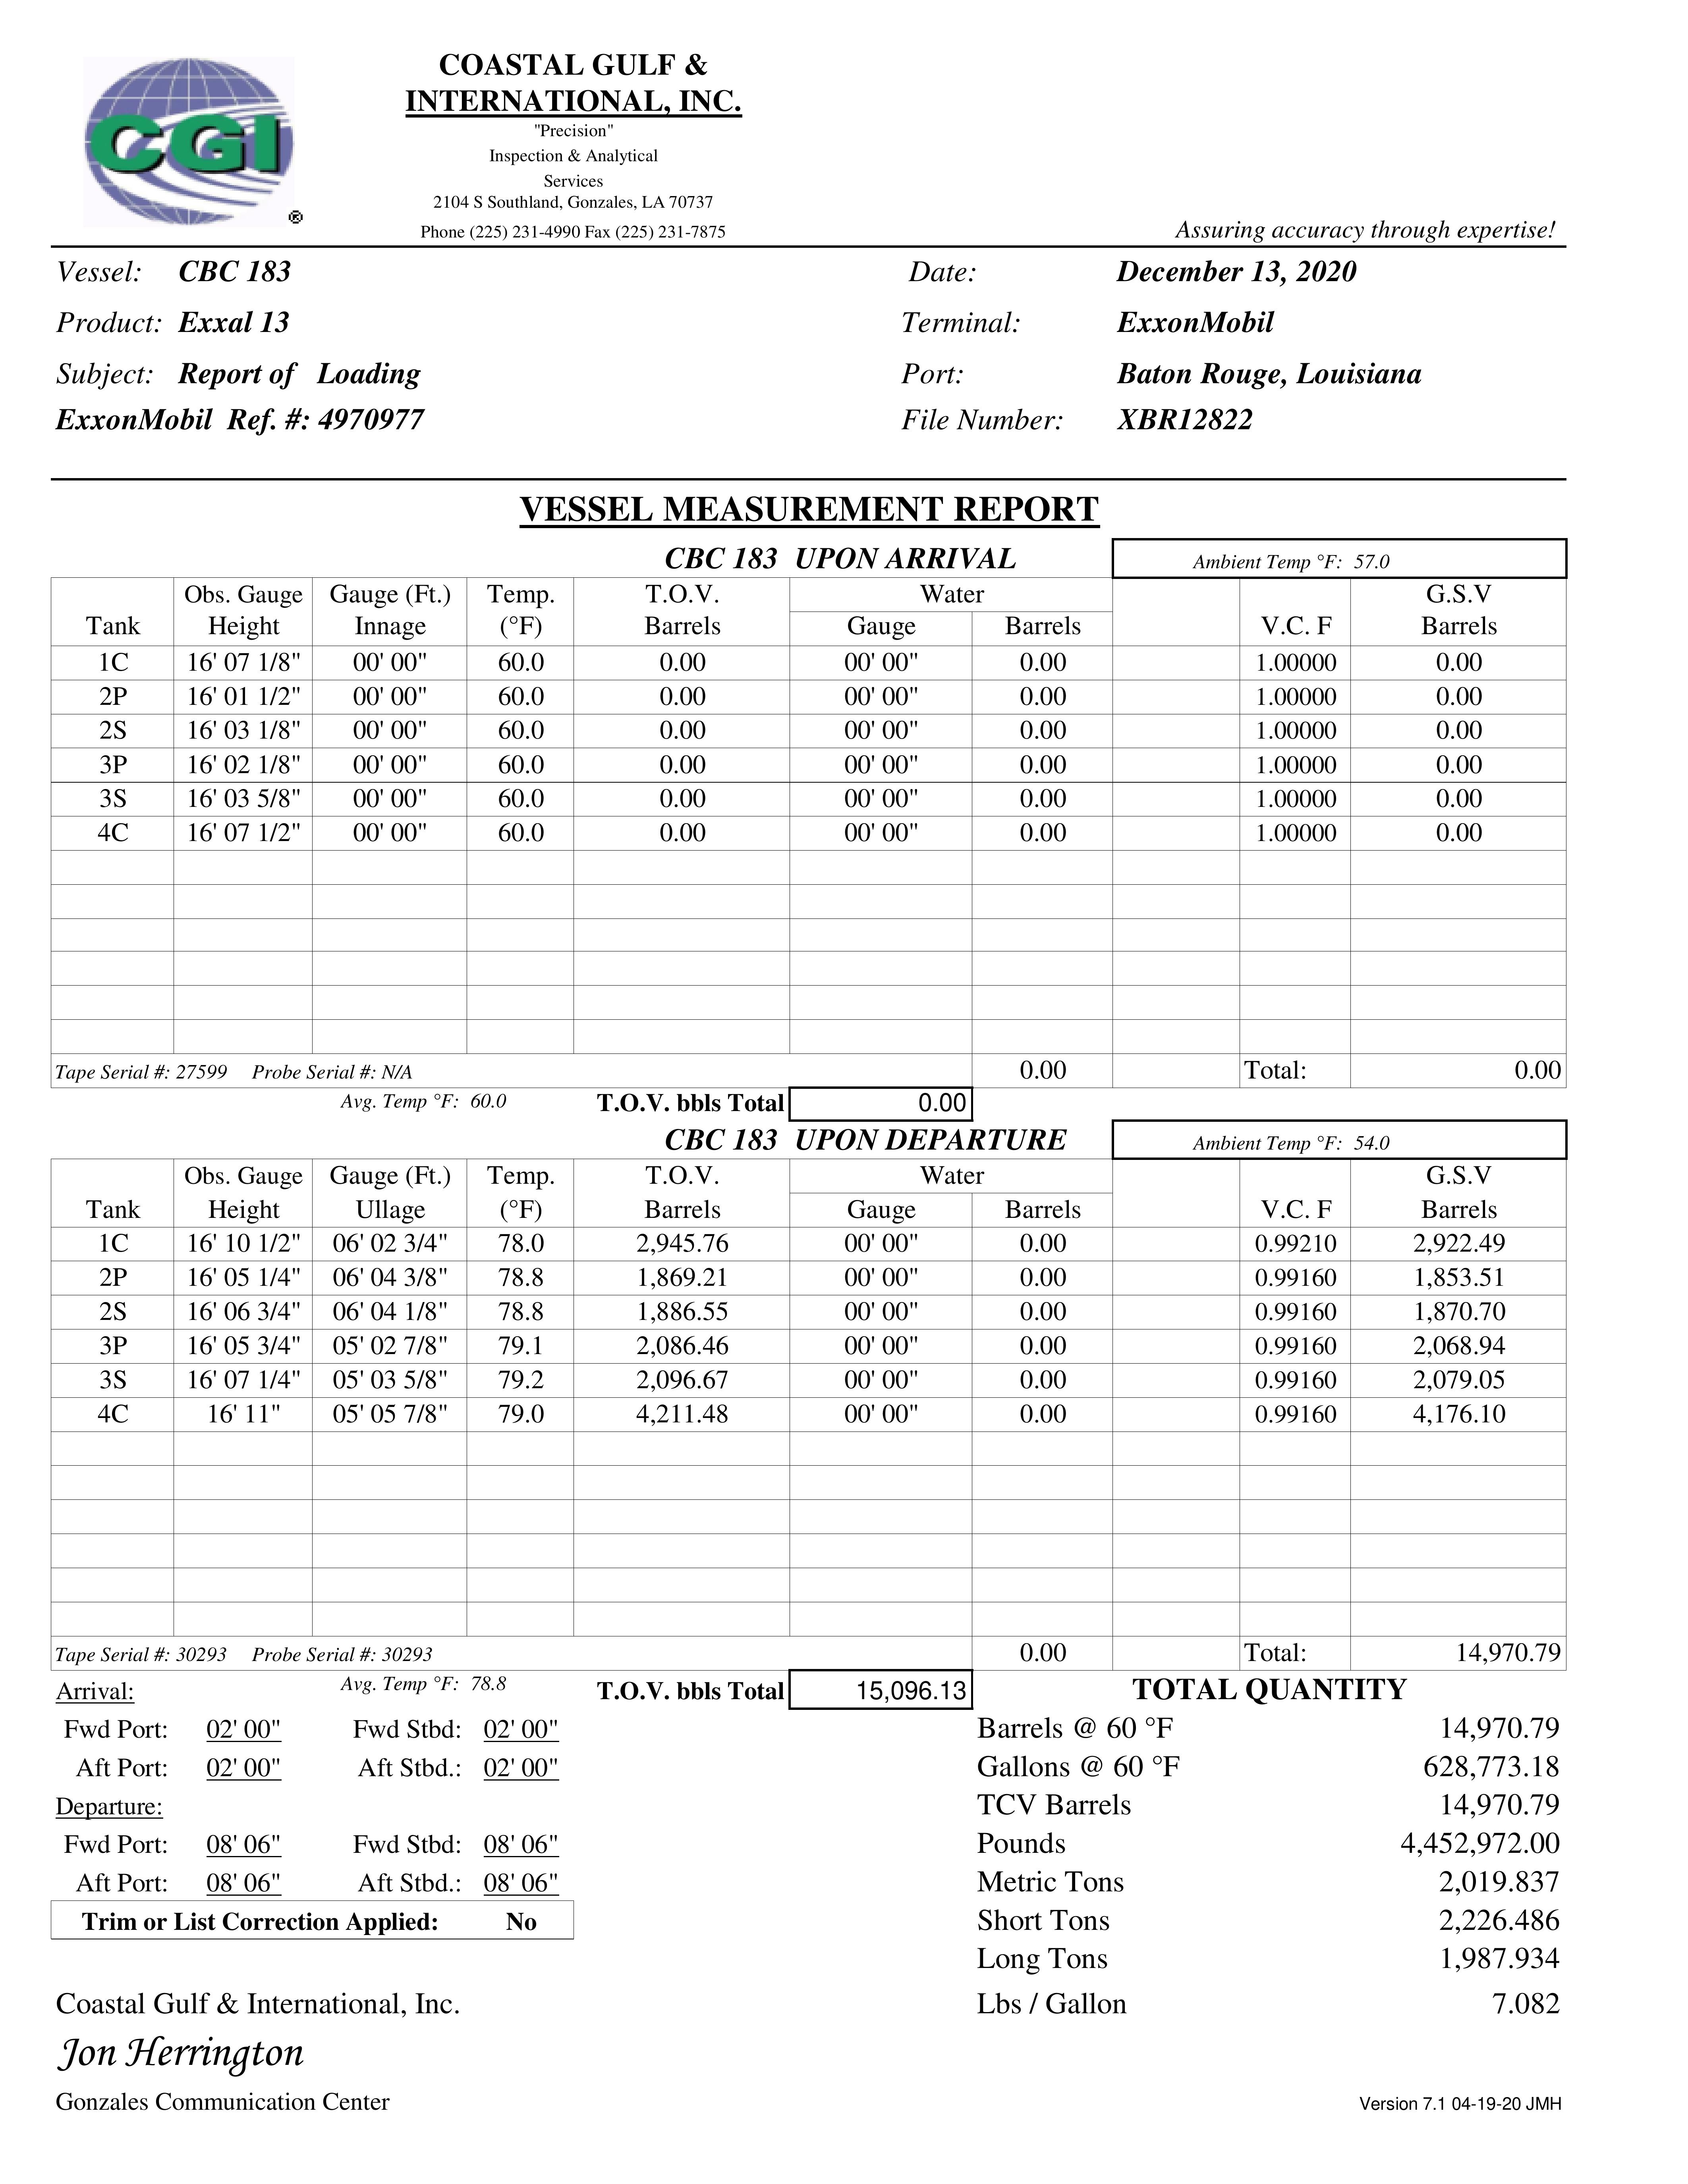 COASTAL GULF &
INTERNATIONAL, INC.
"Precision"
Inspection & Analytical
Services
2104 S Southland, Gonzales, LA 70737
Phone (225) 231-4990 Fax (225) 231-7875
CGI
®
Assuring accuracy through expertise!
Vessel: CBC 183 Date: December 13, 2020
Product: Exxal 13 Terminal: ExxonMobil
Subject: Report of Loading Port: Baton Rouge, Louisiana
ExxonMobil Ref. #: 4970977 File Number: XBR12822
VESSEL MEASUREMENT REPORT
CBC 183 UPON ARRIVAL Ambient Temp °F: 57.0
Obs. Gauge Gauge (Ft.) Temp. T.O.V. Water G.S.V
Tank Height Innage (°F) Barrels Gauge Barrels V.C. F Barrels
1C 16' 07 1/8" 00' 00" 60.0 0.00 00' 00" 0.00 1.00000 0.00
2P 16' 01 1/2" 00' 00" 60.0 0.00 00' 00" 0.00 1.00000 0.00
2S 16' 03 1/8" 00' 00" 60.0 0.00 00' 00" 0.00 1.00000 0.00
3P 16' 02 1/8" 00' 00" 60.0 0.00 00' 00" 0.00 1.00000 0.00
3S 16' 03 5/8" 00' 00" 60.0 0.00 00' 00" 0.00 1.00000 0.00
4C 16' 07 1/2" 00' 00" 60.0 0.00 00' 00" 0.00 1.00000 0.00
Tape Serial #: 27599 Probe Serial #: N/A 0.00 Total: 0.00
Avg. Temp °F: 60.0 T.O.V. bbls Total 0.00
CBC 183 UPON DEPARTURE Ambient Temp °F: 54.0
Obs. Gauge Gauge (Ft.) Temp. T.O.V. Water G.S.V
Tank Height Ullage (°F) Barrels Gauge Barrels V.C. F Barrels
1C 16' 10 1/2" 06' 02 3/4" 78.0 2,945.76 00' 00" 0.00 0.99210 2,922.49
2P 16' 05 1/4" 06' 04 3/8" 78.8 1,869.21 00' 00" 0.00 0.99160 1,853.51
2S 16' 06 3/4" 06' 04 1/8" 78.8 1,886.55 00' 00" 0.00 0.99160 1,870.70
3P 16' 05 3/4" 05' 02 7/8" 79.1 2,086.46 00' 00" 0.00 0.99160 2,068.94
3S 16' 07 1/4" 05' 03 5/8" 79.2 2,096.67 00' 00" 0.00 0.99160 2,079.05
4C 16' 11" 05' 05 7/8" 79.0 4,211.48 00' 00" 0.00 0.99160 4,176.10
Tape Serial #: 30293 Probe Serial #: 30293 0.00 Total: 14,970.79
Arrival: Avg. Temp °F: 78.8 T.O.V. bbls Total 15,096.13 TOTAL QUANTITY
Fwd Port: 02' 00" Fwd Stbd: 02' 00" Barrels @ 60 °F 14,970.79
Aft Port: 02' 00" Aft Stbd.: 02' 00" Gallons @ 60 °F 628,773.18
Departure: TCV Barrels 14,970.79
Fwd Port: 08' 06" Fwd Stbd: 08' 06" Pounds 4,452,972.00
Aft Port: 08' 06" Aft Stbd.: 08' 06" Metric Tons 2,019.837
Trim or List Correction Applied: No Short Tons 2,226.486
Long Tons 1,987.934
Coastal Gulf & International, Inc. Lbs / Gallon 7.082
Jon Herrington
Gonzales Communication Center Version 7.1 04-19-20 JMH